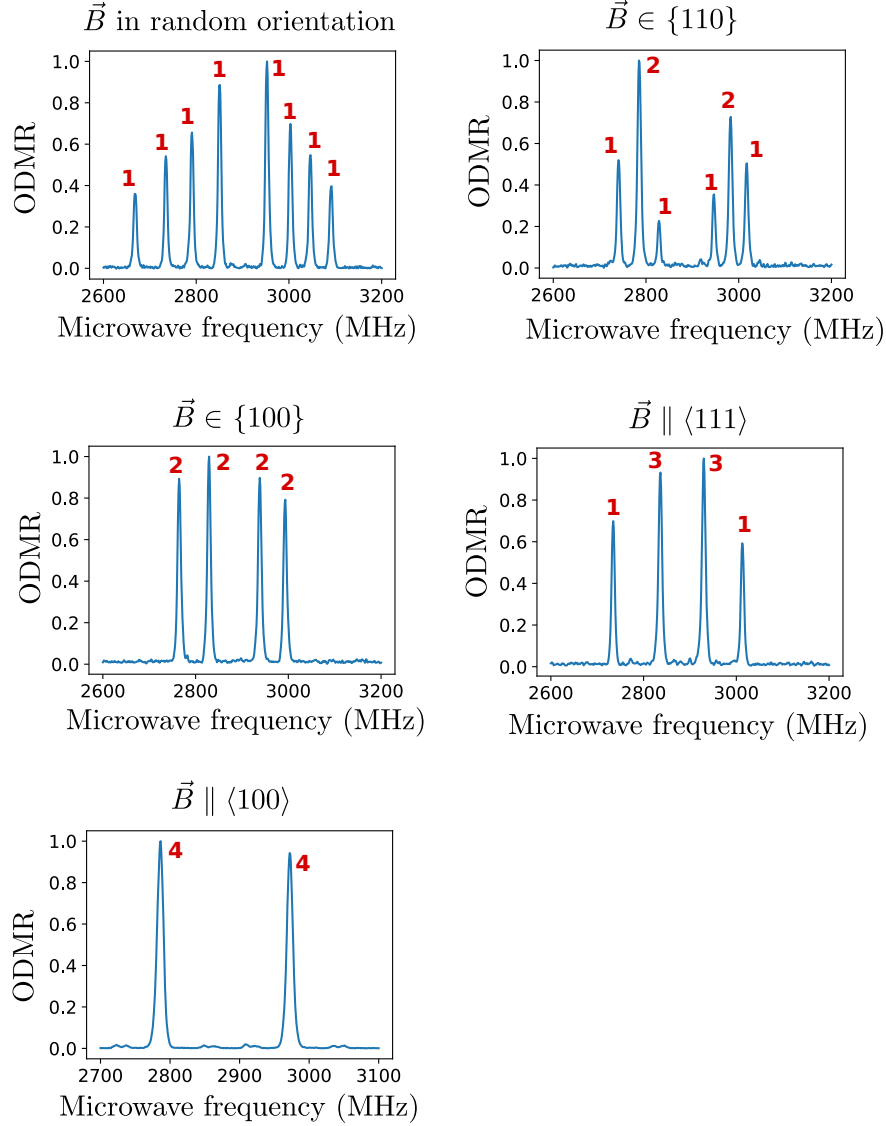 $\vec{B}$ in random orientation
ODMR
1.0
0.8
0.6
0.4
0.2
0.0
1 1 1 1 1 1 1 1
2600 2800 3000 3200
Microwave frequency (MHz)
$\vec{B}$ ∈ {110}
ODMR
1.0
0.8
0.6
0.4
0.2
0.0
1 2 1 1 2 1
2600 2800 3000 3200
Microwave frequency (MHz)
$\vec{B}$ ∈ {100}
ODMR
1.0
0.8
0.6
0.4
0.2
0.0
2 2 2 2
2600 2800 3000 3200
Microwave frequency (MHz)
$\vec{B}$ ∥ ⟨111⟩
ODMR
1.0
0.8
0.6
0.4
0.2
0.0
1 3 3 1
2600 2800 3000 3200
Microwave frequency (MHz)
$\vec{B}$ ∥ ⟨100⟩
ODMR
1.0
0.8
0.6
0.4
0.2
0.0
4 4
2700 2800 2900 3000 3100
Microwave frequency (MHz)